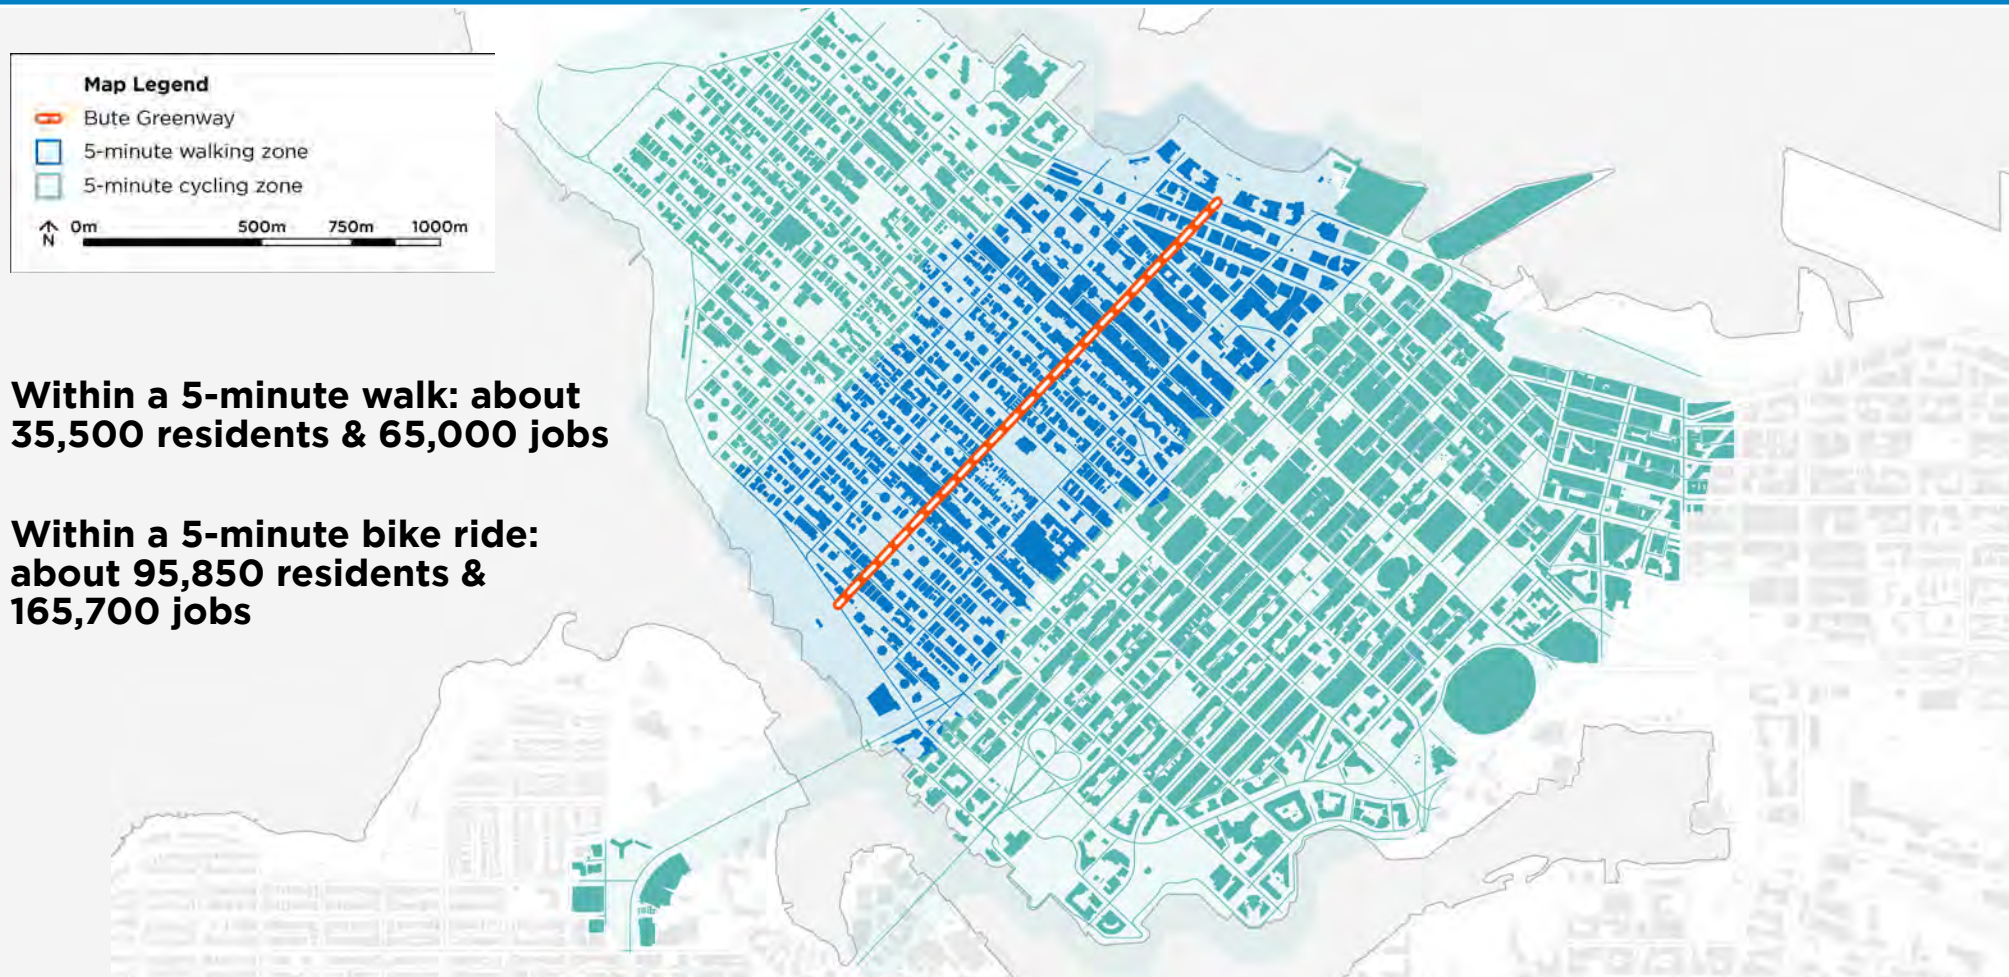 Map Legend
Bute Greenway
5-minute walking zone
5-minute cycling zone
N
0m 500m 750m 1000m
Within a 5-minute walk: about
35,500 residents & 65,000 jobs
Within a 5-minute bike ride:
about 95,850 residents &
165,700 jobs